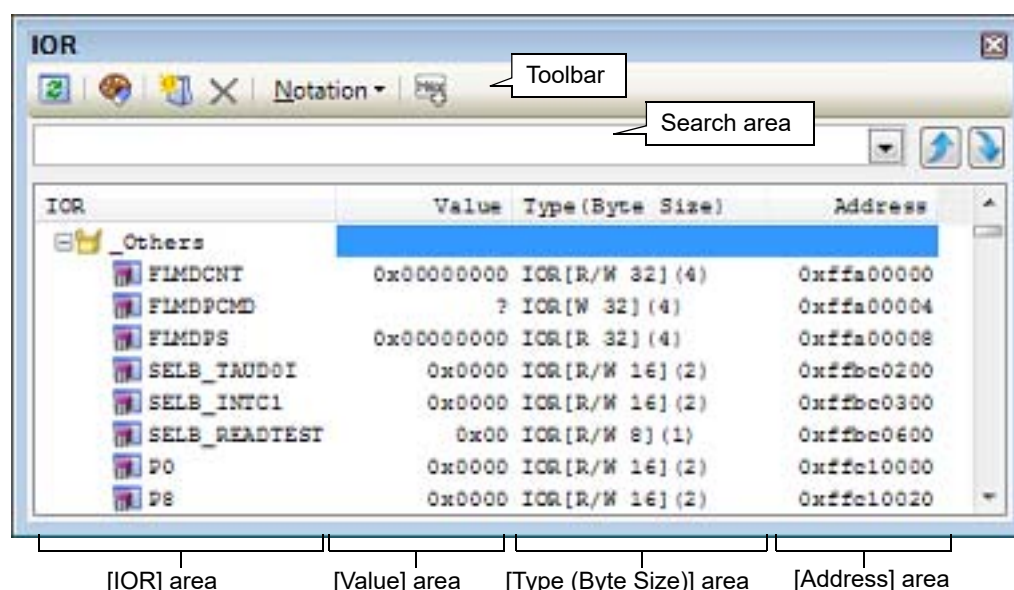 IOR
Notation
Toolbar
Search area
IOR Value Type(Byte Size) Address
_Others
FLMDCNT 0x00000000 IOR[R/W 32](4) 0xffa00000
FLMDPCMD ? IOR[W 32](4) 0xffa00004
FLMDPS 0x00000000 IOR[R 32](4) 0xffa00008
SELB_TAUD0I 0x0000 IOR[R/W 16](2) 0xffbc0200
SELB_INTC1 0x0000 IOR[R/W 16](2) 0xffbc0300
SELB_READTEST 0x00 IOR[R/W 8](1) 0xffbc0600
P0 0x0000 IOR[R/W 16](2) 0xffc10000
P8 0x0000 IOR[R/W 16](2) 0xffc10020
[IOR] area [Value] area [Type (Byte Size)] area [Address] area